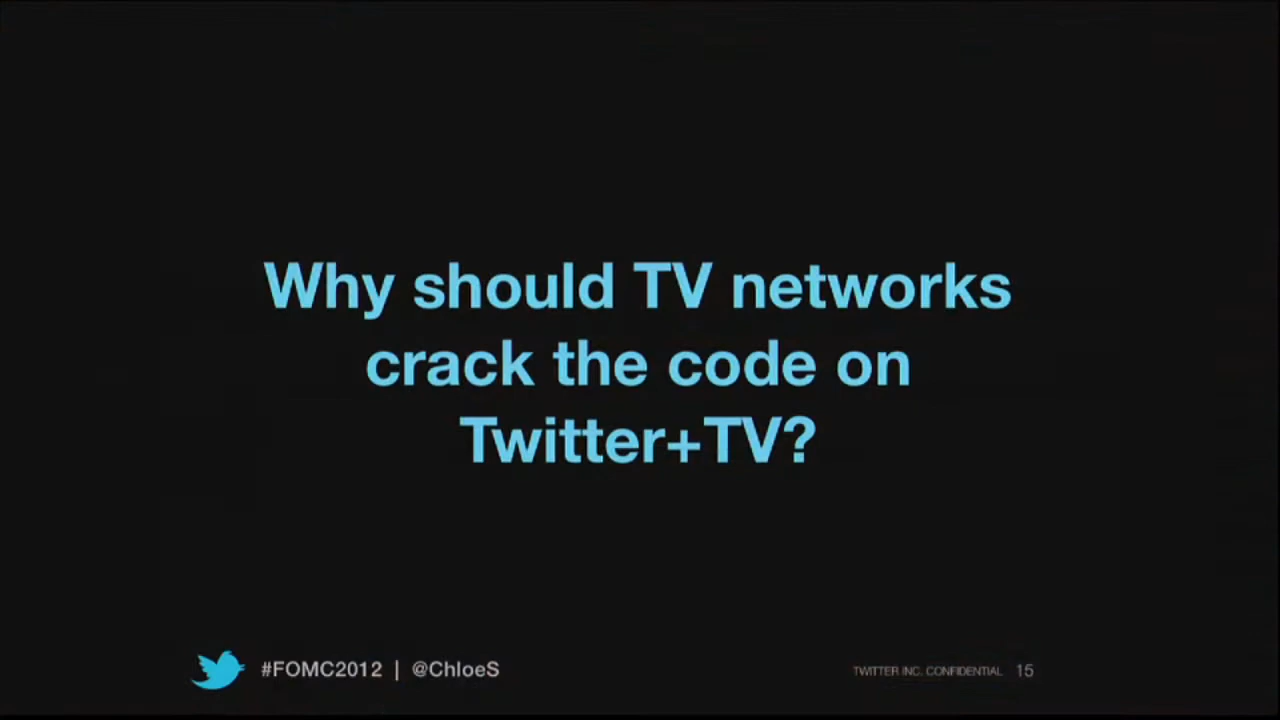 Why should TV networks
crack the code on
Twitter+TV?
#FOMC2012 | @ChloeS
TWITTER INC. CONFIDENTIAL 15